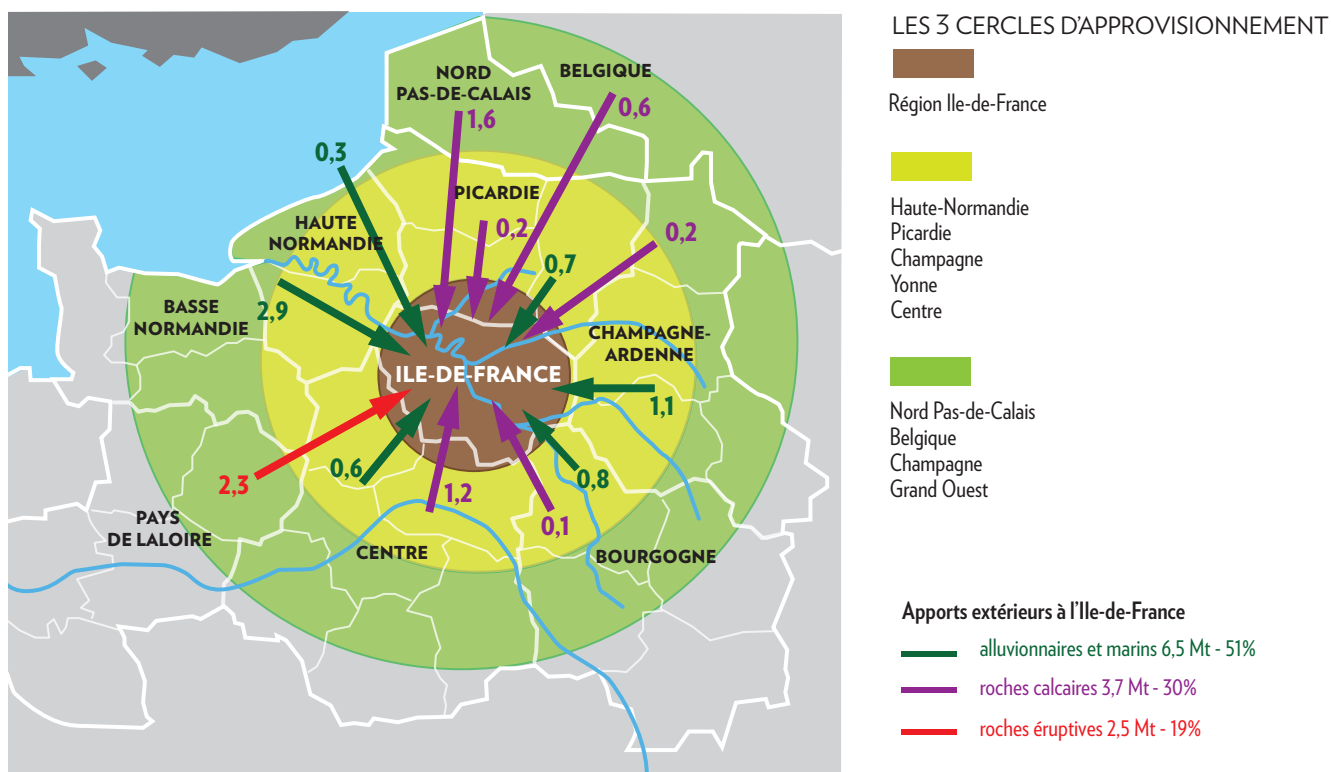 NORD
PAS-DE-CALAIS
BELGIQUE
1,6
0,6
0,3
PICARDIE
HAUTE
NORMANDIE
0,2
0,2
0,7
BASSE
NORMANDIE
2,9
CHAMPAGNE-
ARDENNE
ILE-DE-FRANCE
1,1
0,6
0,8
2,3
1,2
0,1
PAYS
DE LALOIRE
CENTRE
BOURGOGNE
LES 3 CERCLES D'APPROVISIONNEMENT
Région Ile-de-France
Haute-Normandie
Picardie
Champagne
Yonne
Centre
Nord Pas-de-Calais
Belgique
Champagne
Grand Ouest
Apports extérieurs à l'Ile-de-France
alluvionnaires et marins 6,5 Mt - 51%
roches calcaires 3,7 Mt - 30%
roches éruptives 2,5 Mt - 19%